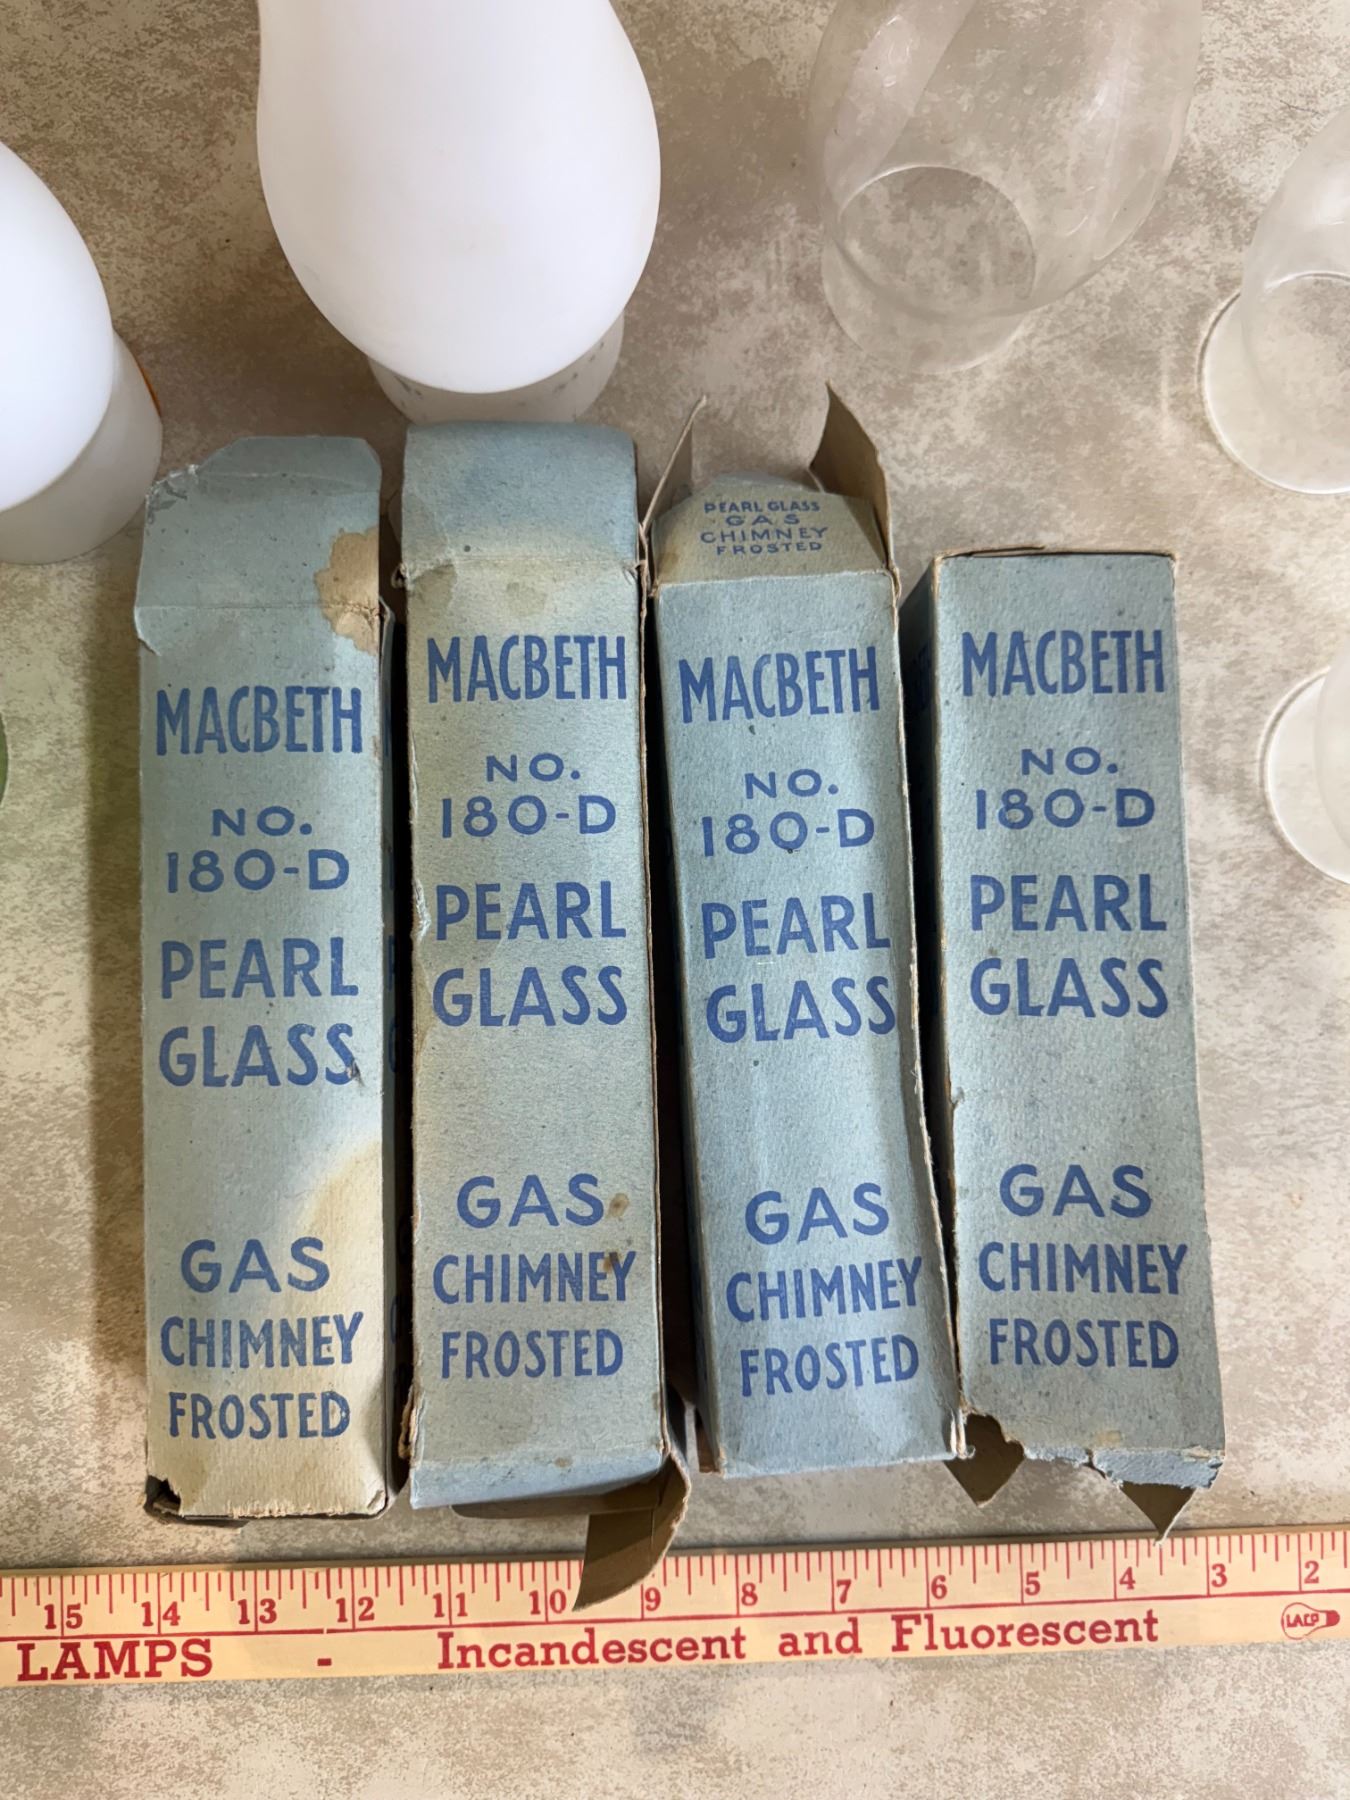 MACBETH
NO.
180-D
PEARL
GLASS
GAS
CHIMNEY
FROSTED
MACBETH
NO.
180-D
PEARL
GLASS
GAS
CHIMNEY
FROSTED
PEARL GLASS
GAS
CHIMNEY
FROSTED
MACBETH
NO.
180-D
PEARL
GLASS
GAS
CHIMNEY
FROSTED
MACBETH
NO.
180-D
PEARL
GLASS
GAS
CHIMNEY
FROSTED
15 14 13 12 11 10 9 8 7 6 5 4 3 2
LAMPS - Incandescent and Fluorescent